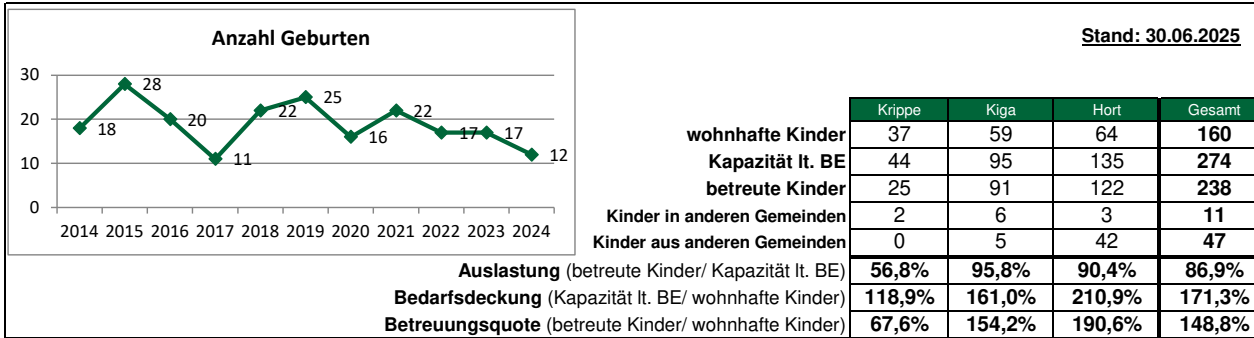 Anzahl Geburten
30
20
10
0
18
28
20
11
22
25
16
22
17
17
12
2014 2015 2016 2017 2018 2019 2020 2021 2022 2023 2024
Stand: 30.06.2025
Krippe Kiga Hort Gesamt
wohnhafte Kinder 37 59 64 160
Kapazität lt. BE 44 95 135 274
betreute Kinder 25 91 122 238
Kinder in anderen Gemeinden 2 6 3 11
Kinder aus anderen Gemeinden 0 5 42 47
Auslastung (betreute Kinder/ Kapazität lt. BE) 56,8% 95,8% 90,4% 86,9%
Bedarfsdeckung (Kapazität lt. BE/ wohnhafte Kinder) 118,9% 161,0% 210,9% 171,3%
Betreuungsquote (betreute Kinder/ wohnhafte Kinder) 67,6% 154,2% 190,6% 148,8%